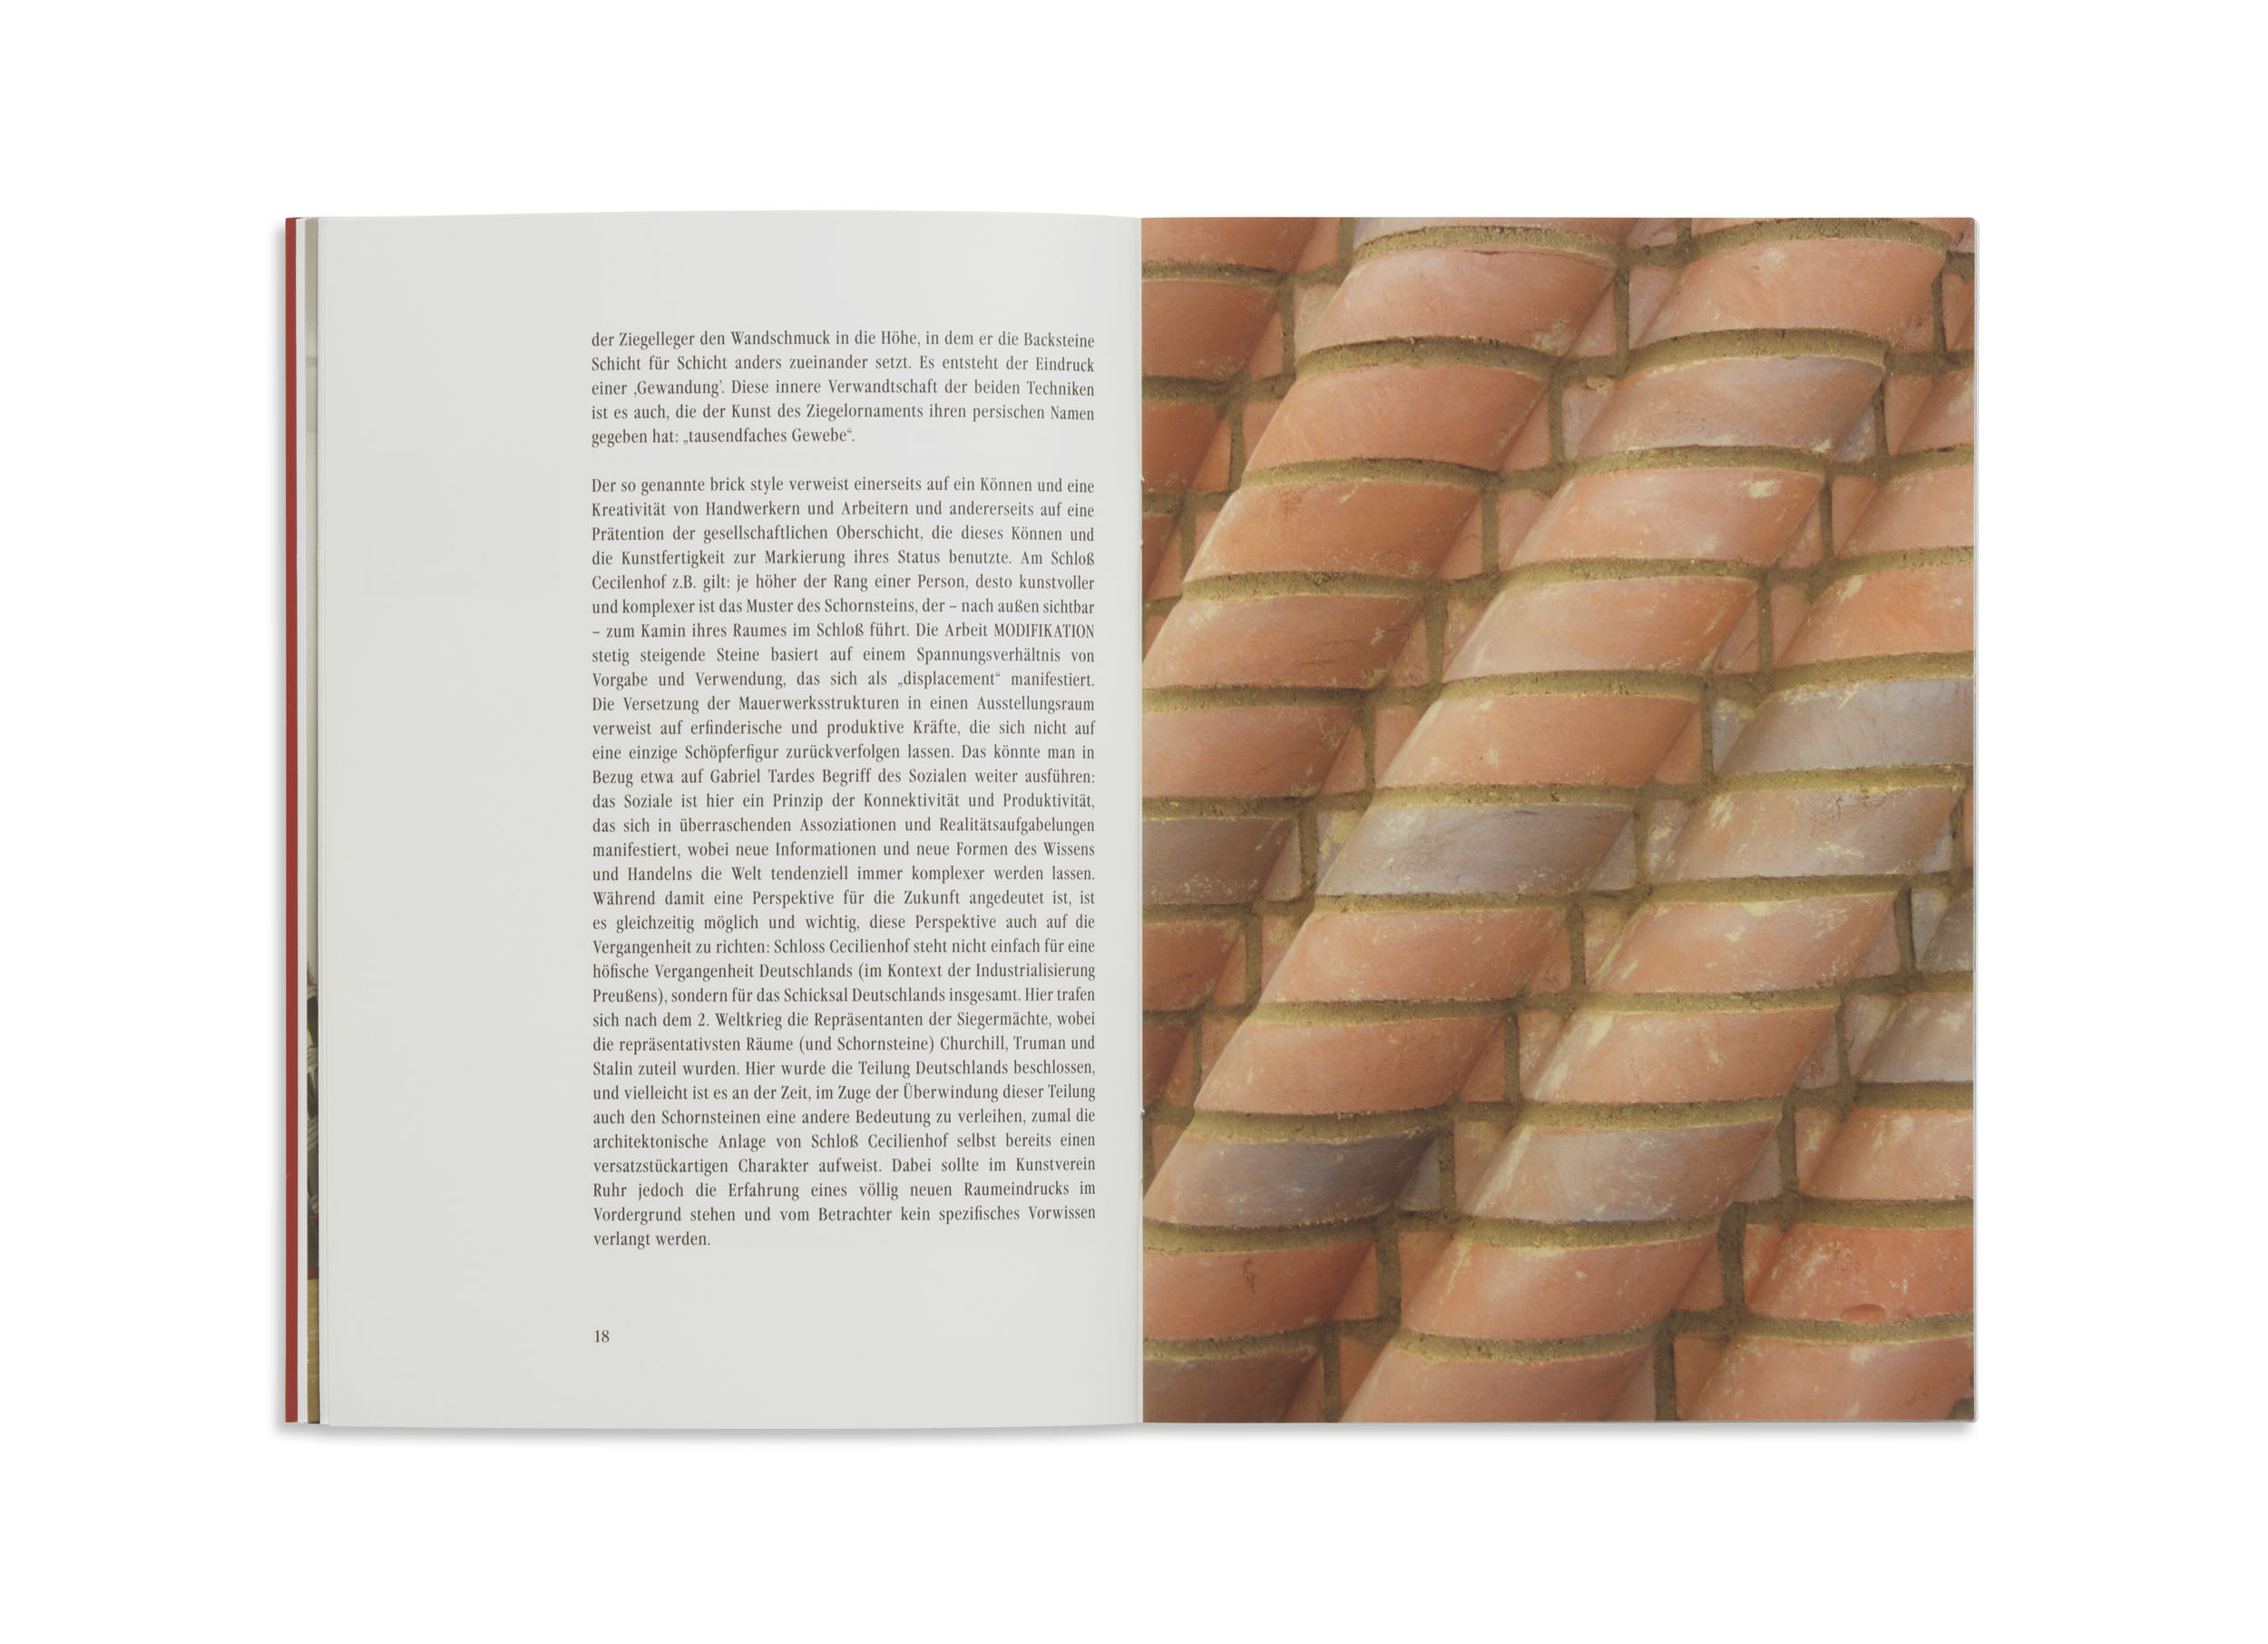 der Ziegelleger den Wandschmuck in die Höhe, in dem er die Backsteine
Schicht für Schicht anders zueinander setzt. Es entsteht der Eindruck
einer ‚Gewandung'. Diese innere Verwandtschaft der beiden Techniken
ist es auch, die der Kunst des Ziegelornaments ihren persischen Namen
gegeben hat: „tausendfaches Gewebe“.
Der so genannte brick style verweist einerseits auf ein Können und eine
Kreativität von Handwerkern und Arbeitern und andererseits auf eine
Prätention der gesellschaftlichen Oberschicht, die dieses Können und
die Kunstfertigkeit zur Markierung ihres Status benutzte. Am Schloß
Cecilenhof z.B. gilt: je höher der Rang einer Person, desto kunstvoller
und komplexer ist das Muster des Schornsteins, der – nach außen sichtbar
– zum Kamin ihres Raumes im Schloß führt. Die Arbeit MODIFIKATION
stetig steigende Steine basiert auf einem Spannungsverhältnis von
Vorgabe und Verwendung, das sich als „displacement“ manifestiert.
Die Versetzung der Mauerwerksstrukturen in einen Ausstellungsraum
verweist auf erfinderische und produktive Kräfte, die sich nicht auf
eine einzige Schöpferfigur zurückverfolgen lassen. Das könnte man in
Bezug etwa auf Gabriel Tardes Begriff des Sozialen weiter ausführen:
das Soziale ist hier ein Prinzip der Konnektivität und Produktivität,
das sich in überraschenden Assoziationen und Realitätsaufgabelungen
manifestiert, wobei neue Informationen und neue Formen des Wissens
und Handelns die Welt tendenziell immer komplexer werden lassen.
Während damit eine Perspektive für die Zukunft angedeutet ist, ist
es gleichzeitig möglich und wichtig, diese Perspektive auch auf die
Vergangenheit zu richten: Schloss Cecilienhof steht nicht einfach für eine
höfische Vergangenheit Deutschlands (im Kontext der Industrialisierung
Preußens), sondern für das Schicksal Deutschlands insgesamt. Hier trafen
sich nach dem 2. Weltkrieg die Repräsentanten der Siegermächte, wobei
die repräsentativsten Räume (und Schornsteine) Churchill, Truman und
Stalin zuteil wurden. Hier wurde die Teilung Deutschlands beschlossen,
und vielleicht ist es an der Zeit, im Zuge der Überwindung dieser Teilung
auch den Schornsteinen eine andere Bedeutung zu verleihen, zumal die
architektonische Anlage von Schloß Cecilienhof selbst bereits einen
versatzstückartigen Charakter aufweist. Dabei sollte im Kunstverein
Ruhr jedoch die Erfahrung eines völlig neuen Raumeindrucks im
Vordergrund stehen und vom Betrachter kein spezifisches Vorwissen
verlangt werden.
18